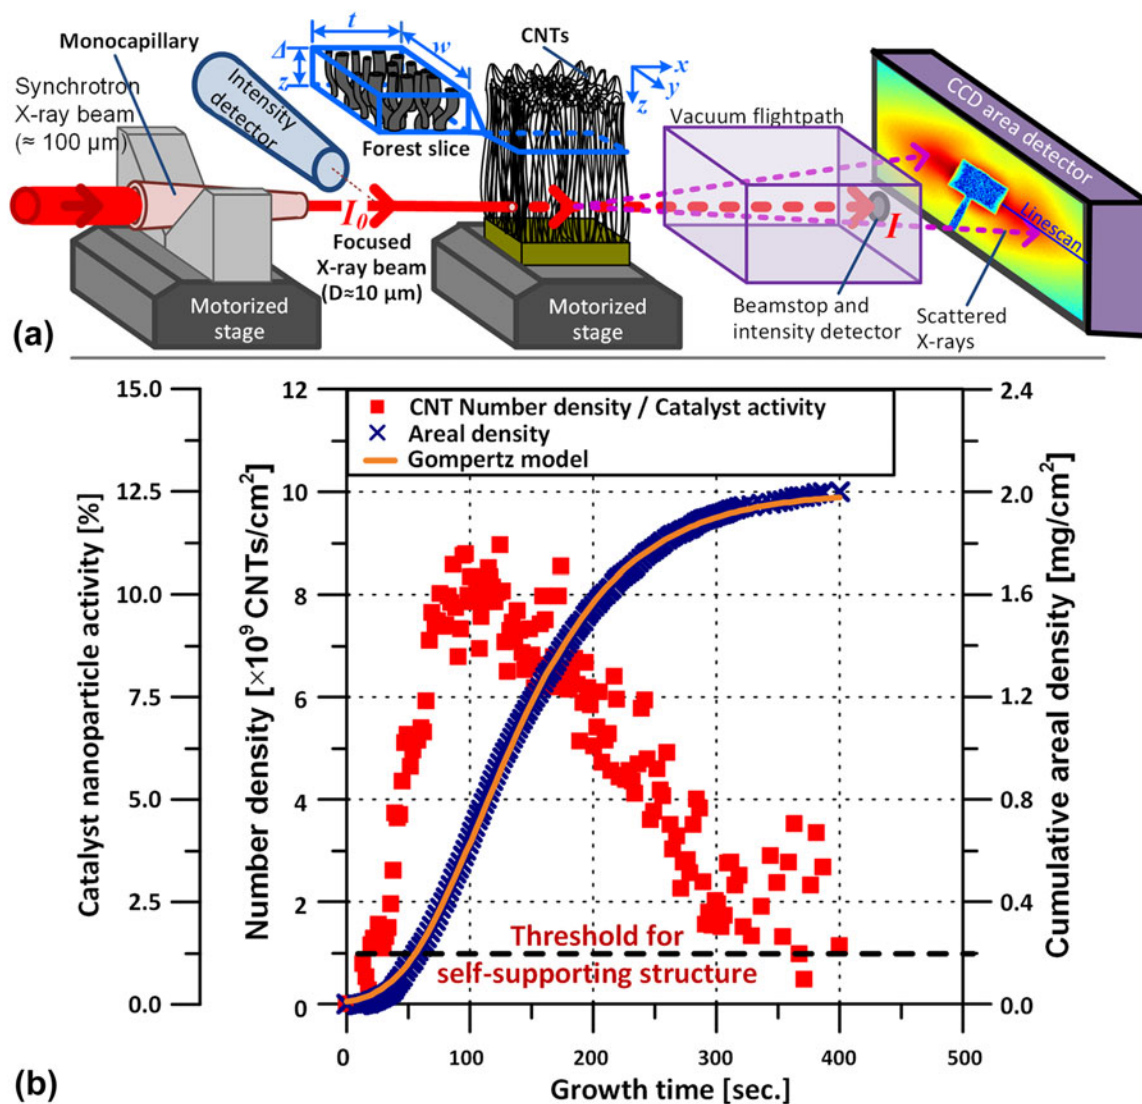 Monocapillary
Synchrotron
X-ray beam
(≈ 100 μm)
Intensity
detector
t
w
Δ
z
Forest slice
CNTs
x
y
z
Vacuum flightpath
CCD area detector
Linescan
I₀
Focused
X-ray beam
(D≈10 μm)
I
Motorized
stage
Motorized
stage
Beamstop and
intensity detector
Scattered
X-rays
(a)
15.0
12.5
10.0
7.5
5.0
2.5
0.0
Catalyst nanoparticle activity [%]
12
10
8
6
4
2
0
Number density [×10⁹ CNTs/cm²]
CNT Number density / Catalyst activity
Areal density
Gompertz model
Threshold for
self-supporting structure
2.4
2.0
1.6
1.2
0.8
0.4
0.0
Cumulative areal density [mg/cm²]
0 100 200 300 400 500
Growth time [sec.]
(b)